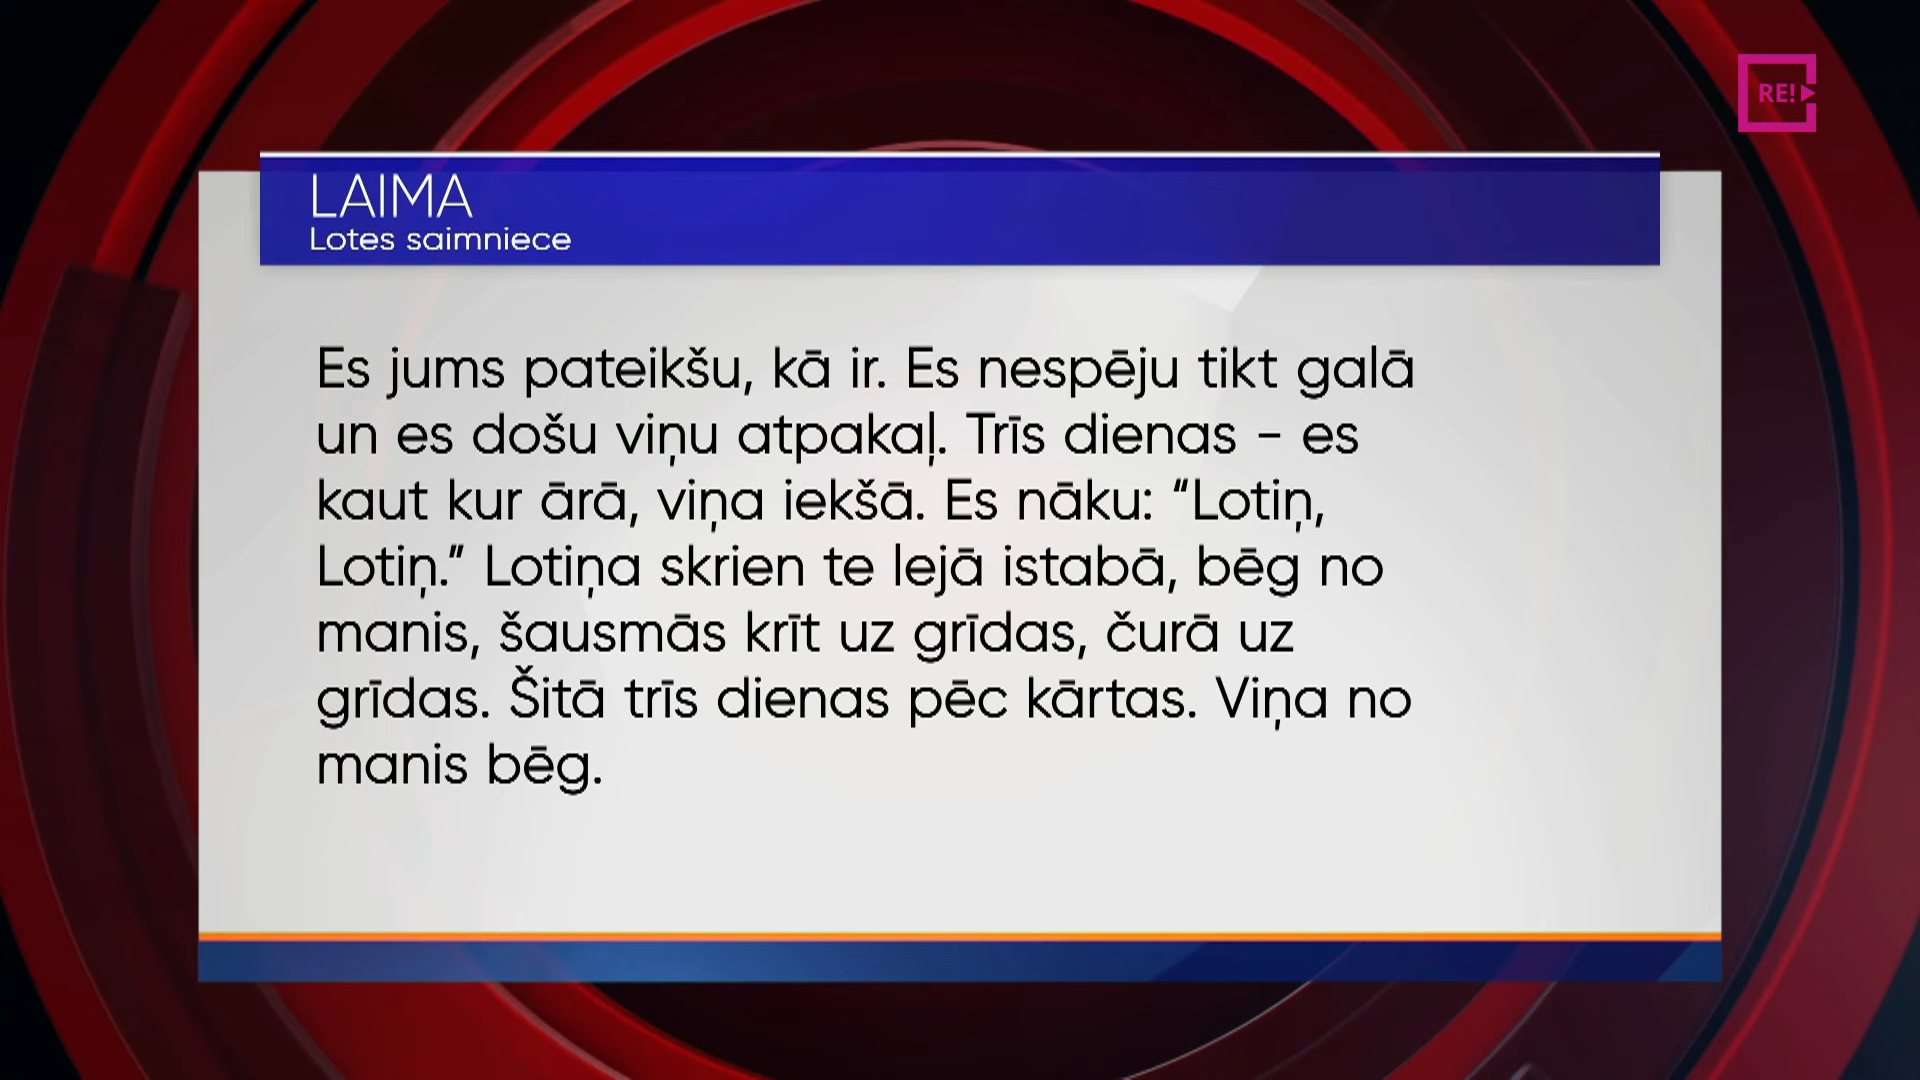 RE!
LAIMA
Lotes saimniece
Es jums pateikšu, kā ir. Es nespēju tikt galā
un es došu viņu atpakaļ. Trīs dienas – es
kaut kur ārā, viņa iekšā. Es nāku: “Lotiņ,
Lotiņ.” Lotiņa skrien te lejā istabā, bēg no
manis, šausmās krīt uz grīdas, čurā uz
grīdas. Šitā trīs dienas pēc kārtas. Viņa no
manis bēg.